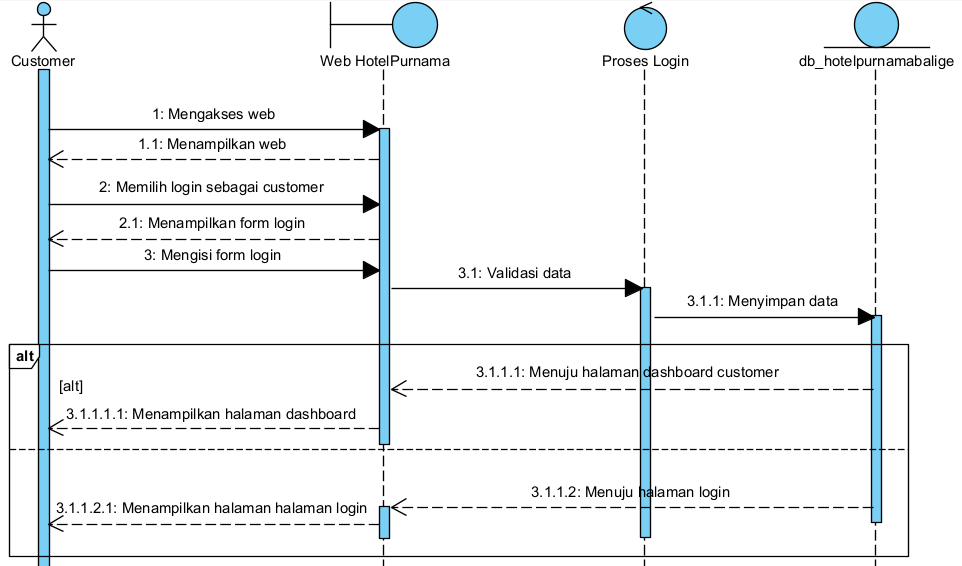 Customer
Web HotelPurnama
Proses Login
db_hotelpurnamabalige
1: Mengakses web
1.1: Menampilkan web
2: Memilih login sebagai customer
2.1: Menampilkan form login
3: Mengisi form login
3.1: Validasi data
3.1.1: Menyimpan data
alt
[alt]
3.1.1.1: Menuju halaman dashboard customer
3.1.1.1.1: Menampilkan halaman dashboard
3.1.1.2: Menuju halaman login
3.1.1.2.1: Menampilkan halaman halaman login